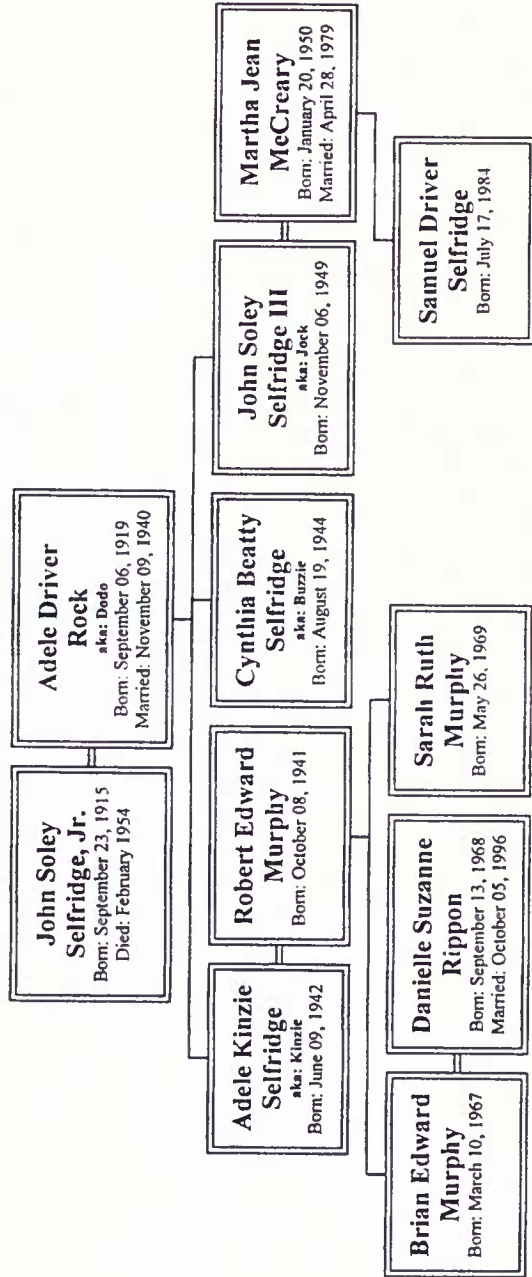 John Soley
Selfridge, Jr.
Born: September 23, 1915
Died: February 1954
Adele Driver
Rock
aka: Dodo
Born: September 06, 1919
Married: November 09, 1940
Adele Kinzie
Selfridge
aka: Kinzie
Born: June 09, 1942
Robert Edward
Murphy
Born: October 08, 1941
Cynthia Beatty
Selfridge
aka: Buzzie
Born: August 19, 1944
John Soley
Selfridge III
aka: Jock
Born: November 06, 1949
Martha Jean
McCreary
Born: January 20, 1950
Married: April 28, 1979
Brian Edward
Murphy
Born: March 10, 1967
Danielle Suzanne
Rippon
Born: September 13, 1968
Married: October 05, 1996
Sarah Ruth
Murphy
Born: May 26, 1969
Samuel Driver
Selfridge
Born: July 17, 1984